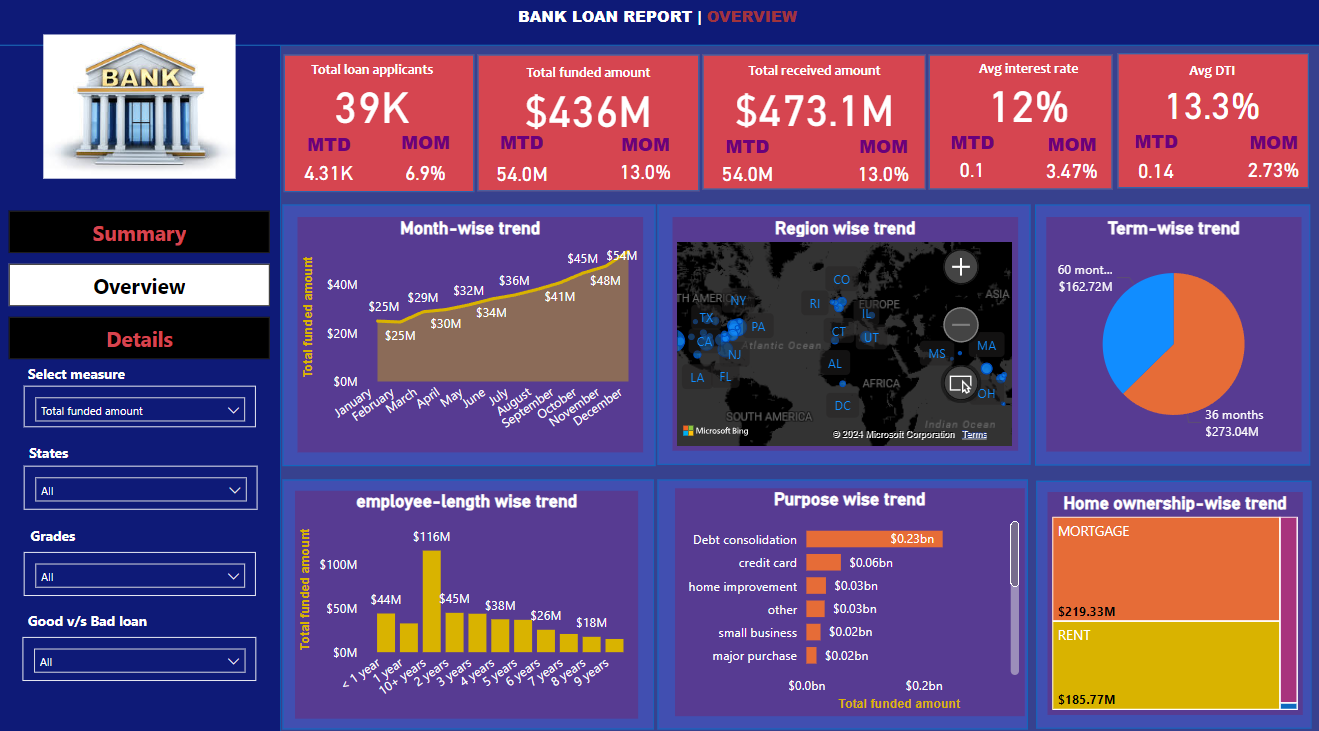 BANK LOAN REPORT | OVERVIEW
BANK
Summary
Overview
Details
Select measure
Total funded amount
States
All
Grades
All
Good v/s Bad loan
All
Total loan applicants
39K
MTD MOM
4.31K 6.9%
Total funded amount
$436M
MTD MOM
54.0M 13.0%
Total received amount
$473.1M
MTD MOM
54.0M 13.0%
Avg interest rate
12%
MTD MOM
0.1 3.47%
Avg DTI
13.3%
MTD MOM
0.14 2.73%
Month-wise trend
Total funded amount
$40M
$20M
$0M
$25M
$25M
$29M
$30M
$32M
$34M
$36M
$41M
$45M
$48M
$54M
January
February
March
April
May
June
July
August
September
October
November
December
Region wise trend
TH AMERIC
NY
TX
PA
CA
NJ
LA
FL
CO
RI
EUROPE
IL
CT
UT
AL
AFRICA
DC
ASIA
MS
MA
OH
Atlantic Ocean
SOUTH AMERICA
Indian Ocean
Microsoft Bing
© 2024 Microsoft Corporation Terms
Term-wise trend
60 mont...
$162.72M
36 months
$273.04M
employee-length wise trend
Total funded amount
$100M
$50M
$0M
$44M
$116M
$45M
$38M
$26M
$18M
< 1 year
1 year
10+ years
2 years
3 years
4 years
5 years
6 years
7 years
8 years
9 years
Purpose wise trend
Debt consolidation $0.23bn
credit card $0.06bn
home improvement $0.03bn
other $0.03bn
small business $0.02bn
major purchase $0.02bn
$0.0bn $0.2bn
Total funded amount
Home ownership-wise trend
MORTGAGE
$219.33M
RENT
$185.77M